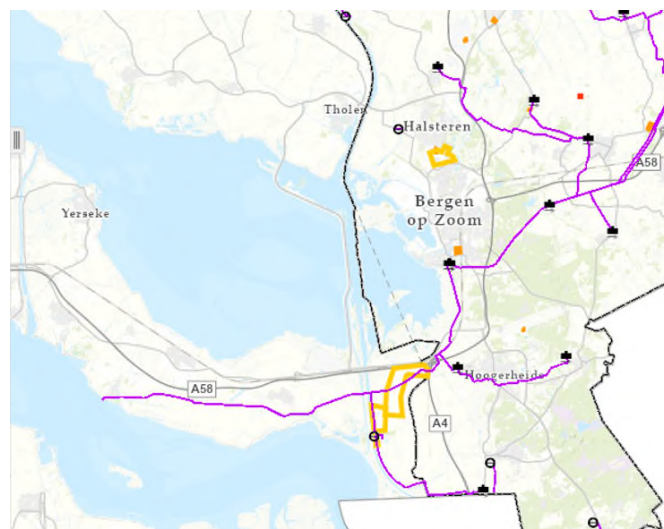 Tholen
Halsteren
A58
Yerseke
Bergen
op Zoom
Hoogerheide
A58
A4